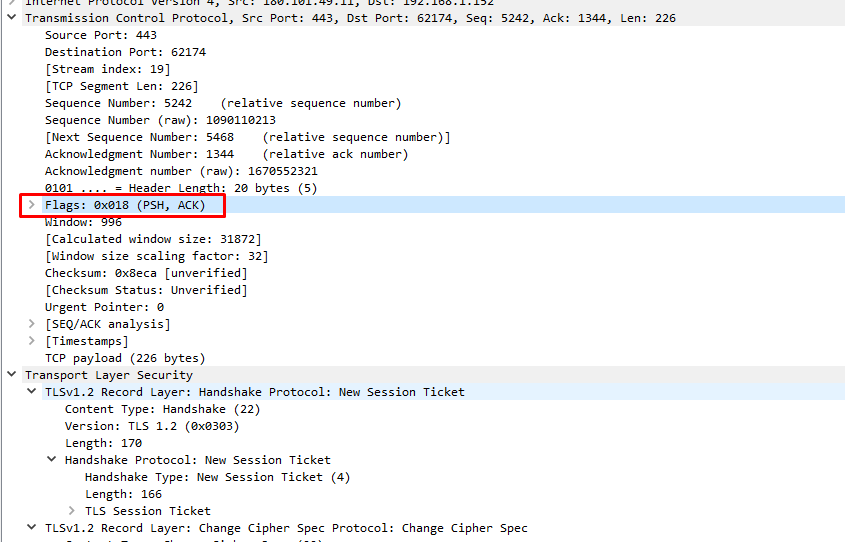 Internet Protocol Version 4, Src: 180.101.49.11, Dst: 192.168.1.152
Transmission Control Protocol, Src Port: 443, Dst Port: 62174, Seq: 5242, Ack: 1344, Len: 226
Source Port: 443
Destination Port: 62174
[Stream index: 19]
[TCP Segment Len: 226]
Sequence Number: 5242    (relative sequence number)
Sequence Number (raw): 1090110213
[Next Sequence Number: 5468    (relative sequence number)]
Acknowledgment Number: 1344    (relative ack number)
Acknowledgment number (raw): 1670552321
0101 .... = Header Length: 20 bytes (5)
Flags: 0x018 (PSH, ACK)
Window: 996
[Calculated window size: 31872]
[Window size scaling factor: 32]
Checksum: 0x8eca [unverified]
[Checksum Status: Unverified]
Urgent Pointer: 0
[SEQ/ACK analysis]
[Timestamps]
TCP payload (226 bytes)
Transport Layer Security
TLSv1.2 Record Layer: Handshake Protocol: New Session Ticket
Content Type: Handshake (22)
Version: TLS 1.2 (0x0303)
Length: 170
Handshake Protocol: New Session Ticket
Handshake Type: New Session Ticket (4)
Length: 166
TLS Session Ticket
TLSv1.2 Record Layer: Change Cipher Spec Protocol: Change Cipher Spec